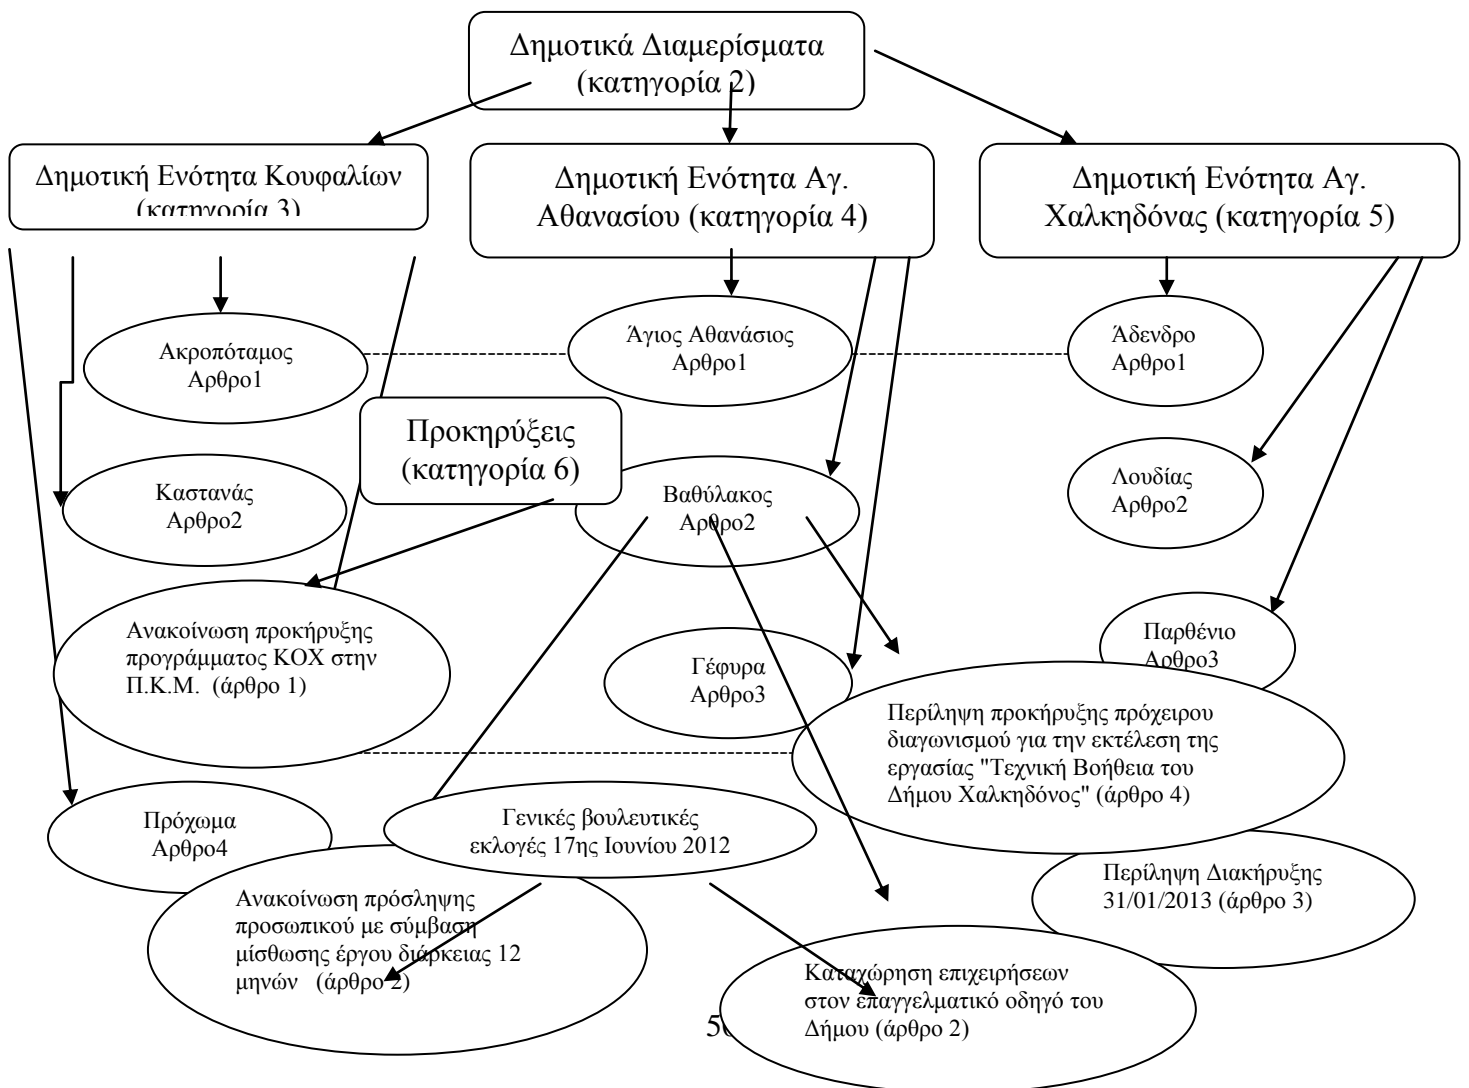 Δημοτικά Διαμερίσματα
(κατηγορία 2)
Δημοτική Ενότητα Κουφαλίων
(κατηγορία 3)
Δημοτική Ενότητα Αγ.
Αθανασίου (κατηγορία 4)
Δημοτική Ενότητα Αγ.
Χαλκηδόνας (κατηγορία 5)
Ακροπόταμος
Αρθρο1
Άγιος Αθανάσιος
Αρθρο1
Άδενδρο
Αρθρο1
Προκηρύξεις
(κατηγορία 6)
Καστανάς
Αρθρο2
Βαθύλακος
Αρθρο2
Λουδίας
Αρθρο2
Ανακοίνωση προκήρυξης
προγράμματος ΚΟΧ στην
Π.Κ.Μ. (άρθρο 1)
Γέφυρα
Αρθρο3
Παρθένιο
Αρθρο3
Περίληψη προκήρυξης πρόχειρου
διαγωνισμού για την εκτέλεση της
εργασίας "Τεχνική Βοήθεια του
Δήμου Χαλκηδόνος" (άρθρο 4)
Πρόχωμα
Αρθρο4
Γενικές βουλευτικές
εκλογές 17ης Ιουνίου 2012
Περίληψη Διακήρυξης
31/01/2013 (άρθρο 3)
Ανακοίνωση πρόσληψης
προσωπικού με σύμβαση
μίσθωσης έργου διάρκειας 12
μηνών (άρθρο 2)
Καταχώρηση επιχειρήσεων
στον επαγγελματικό οδηγό του
Δήμου (άρθρο 2)